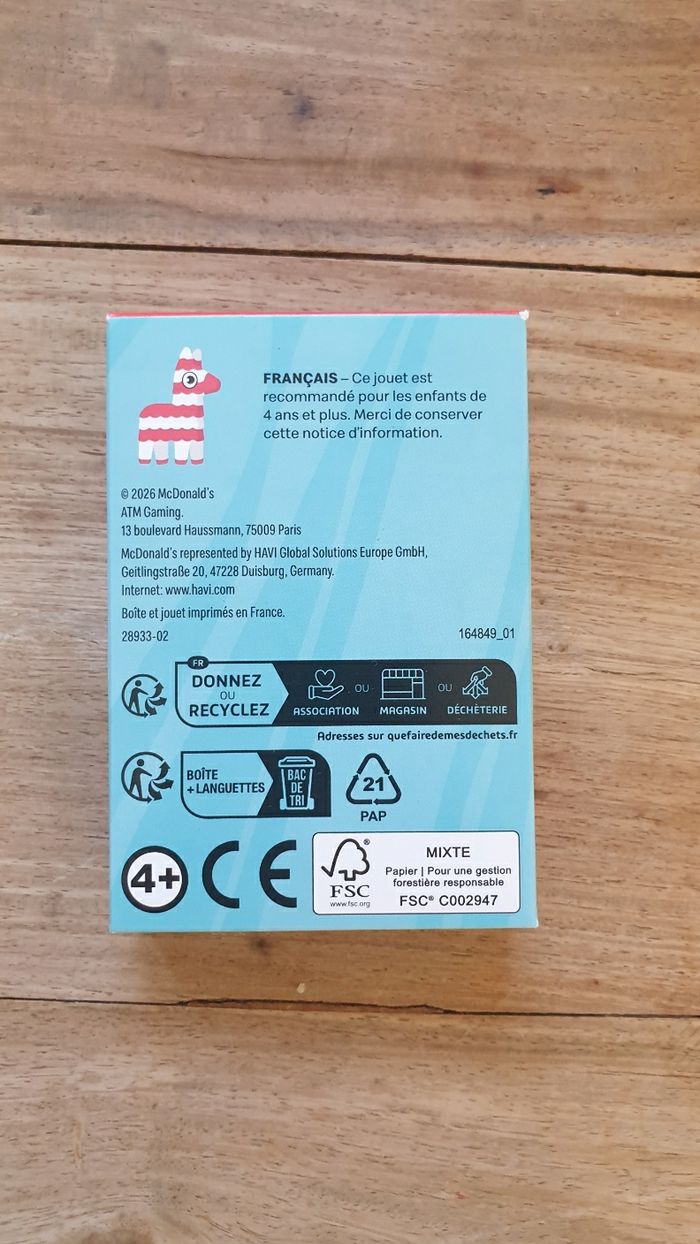 FRANÇAIS – Ce jouet est
recommandé pour les enfants de
4 ans et plus. Merci de conserver
cette notice d'information.
© 2026 McDonald's
ATM Gaming.
13 boulevard Haussmann, 75009 Paris
McDonald's represented by HAVI Global Solutions Europe GmbH,
Geitlingstraße 20, 47228 Duisburg, Germany.
Internet: www.havi.com
Boîte et jouet imprimés en France.
28933-02 164849_01
FR
DONNEZ
OU
RECYCLEZ
ASSOCIATION OU MAGASIN OU DÉCHÈTERIE
Adresses sur quefairedemesdechets.fr
BOÎTE
+ LANGUETTES
BAC
DE
TRI
21
PAP
4+
CE
FSC®
www.fsc.org
MIXTE
Papier | Pour une gestion
forestière responsable
FSC® C002947